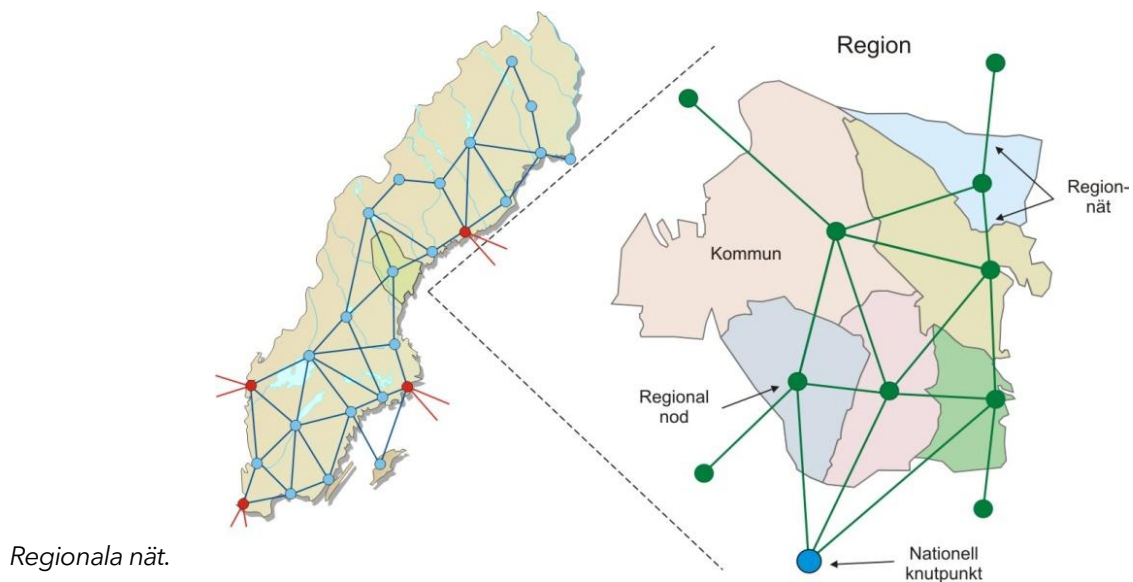 Region
Region-
nät
Kommun
Regional
nod
Nationell
knutpunkt
Regionala nät.